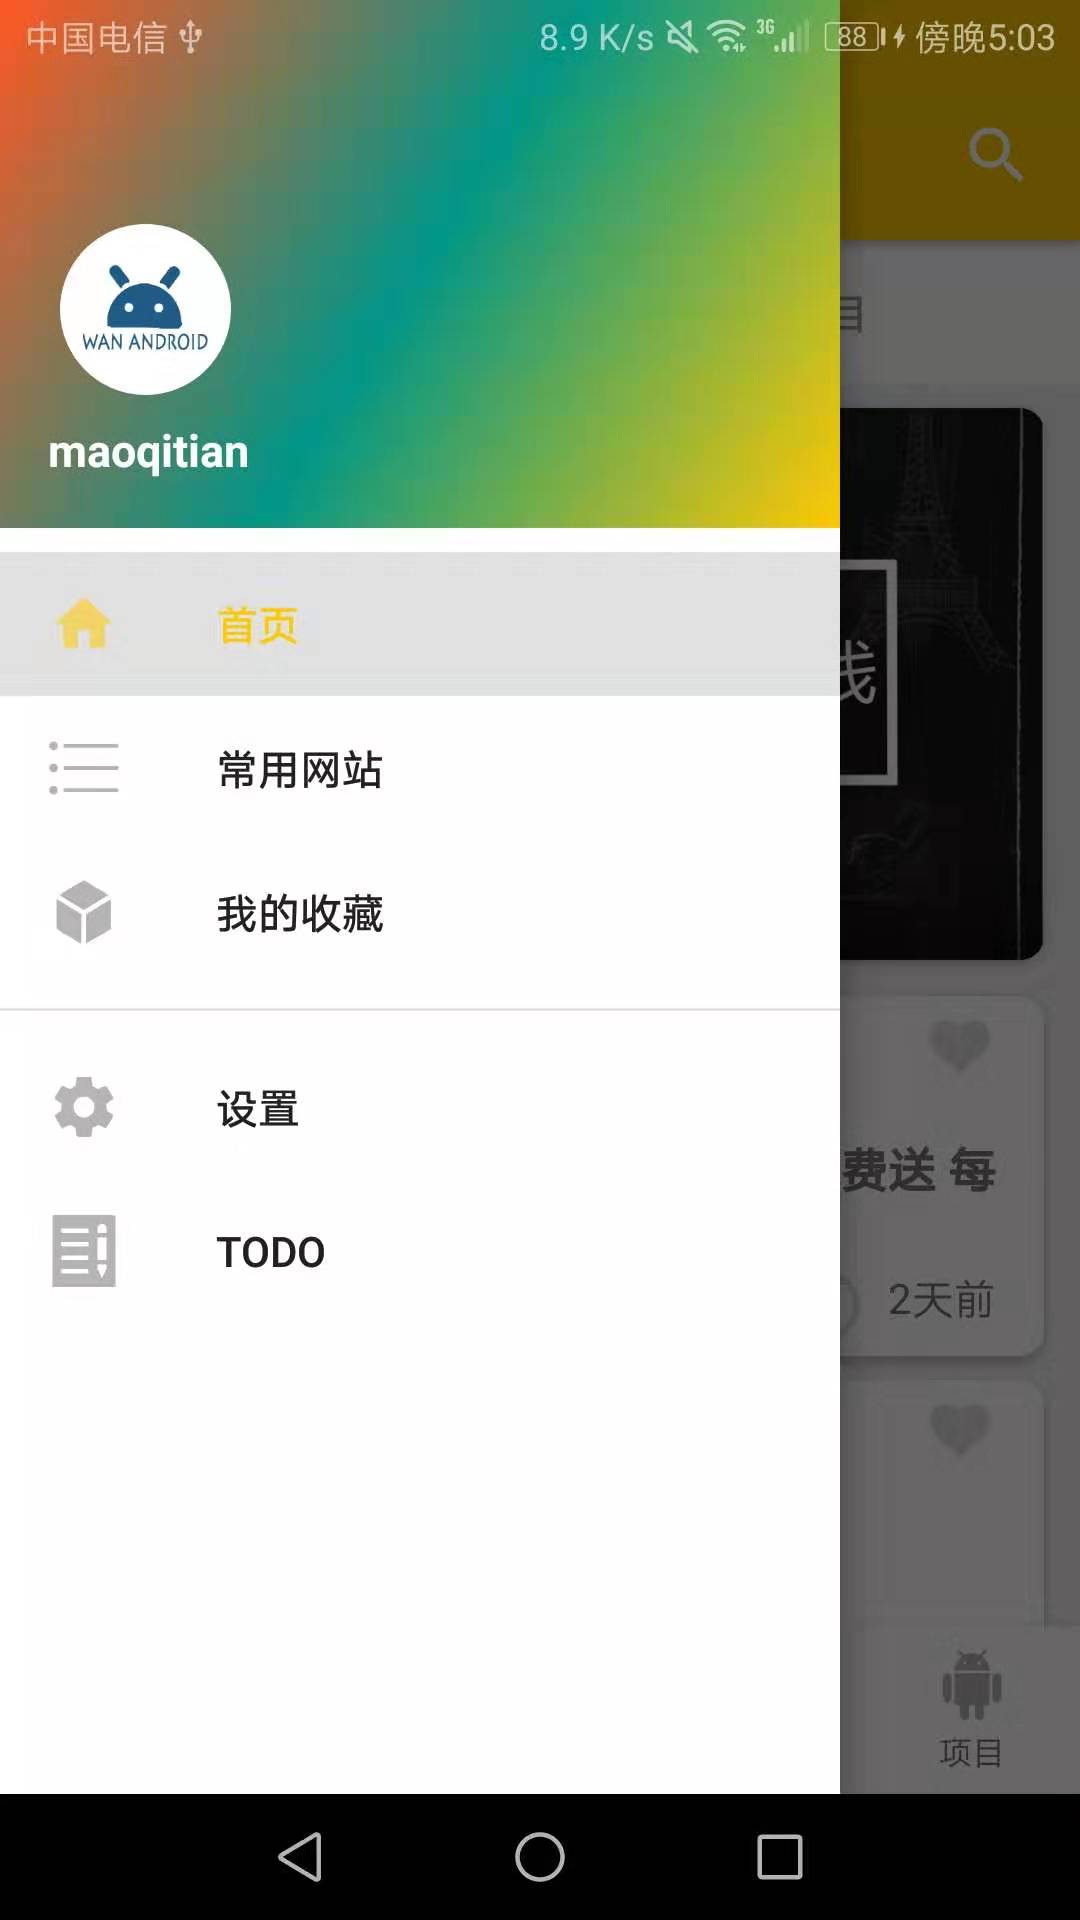 中国电信 8.9 K/s 3G 88 傍晚5:03
WAN ANDROID
maoqitian
首页
常用网站
我的收藏
设置
TODO
目
线
费送 每
2天前
项目